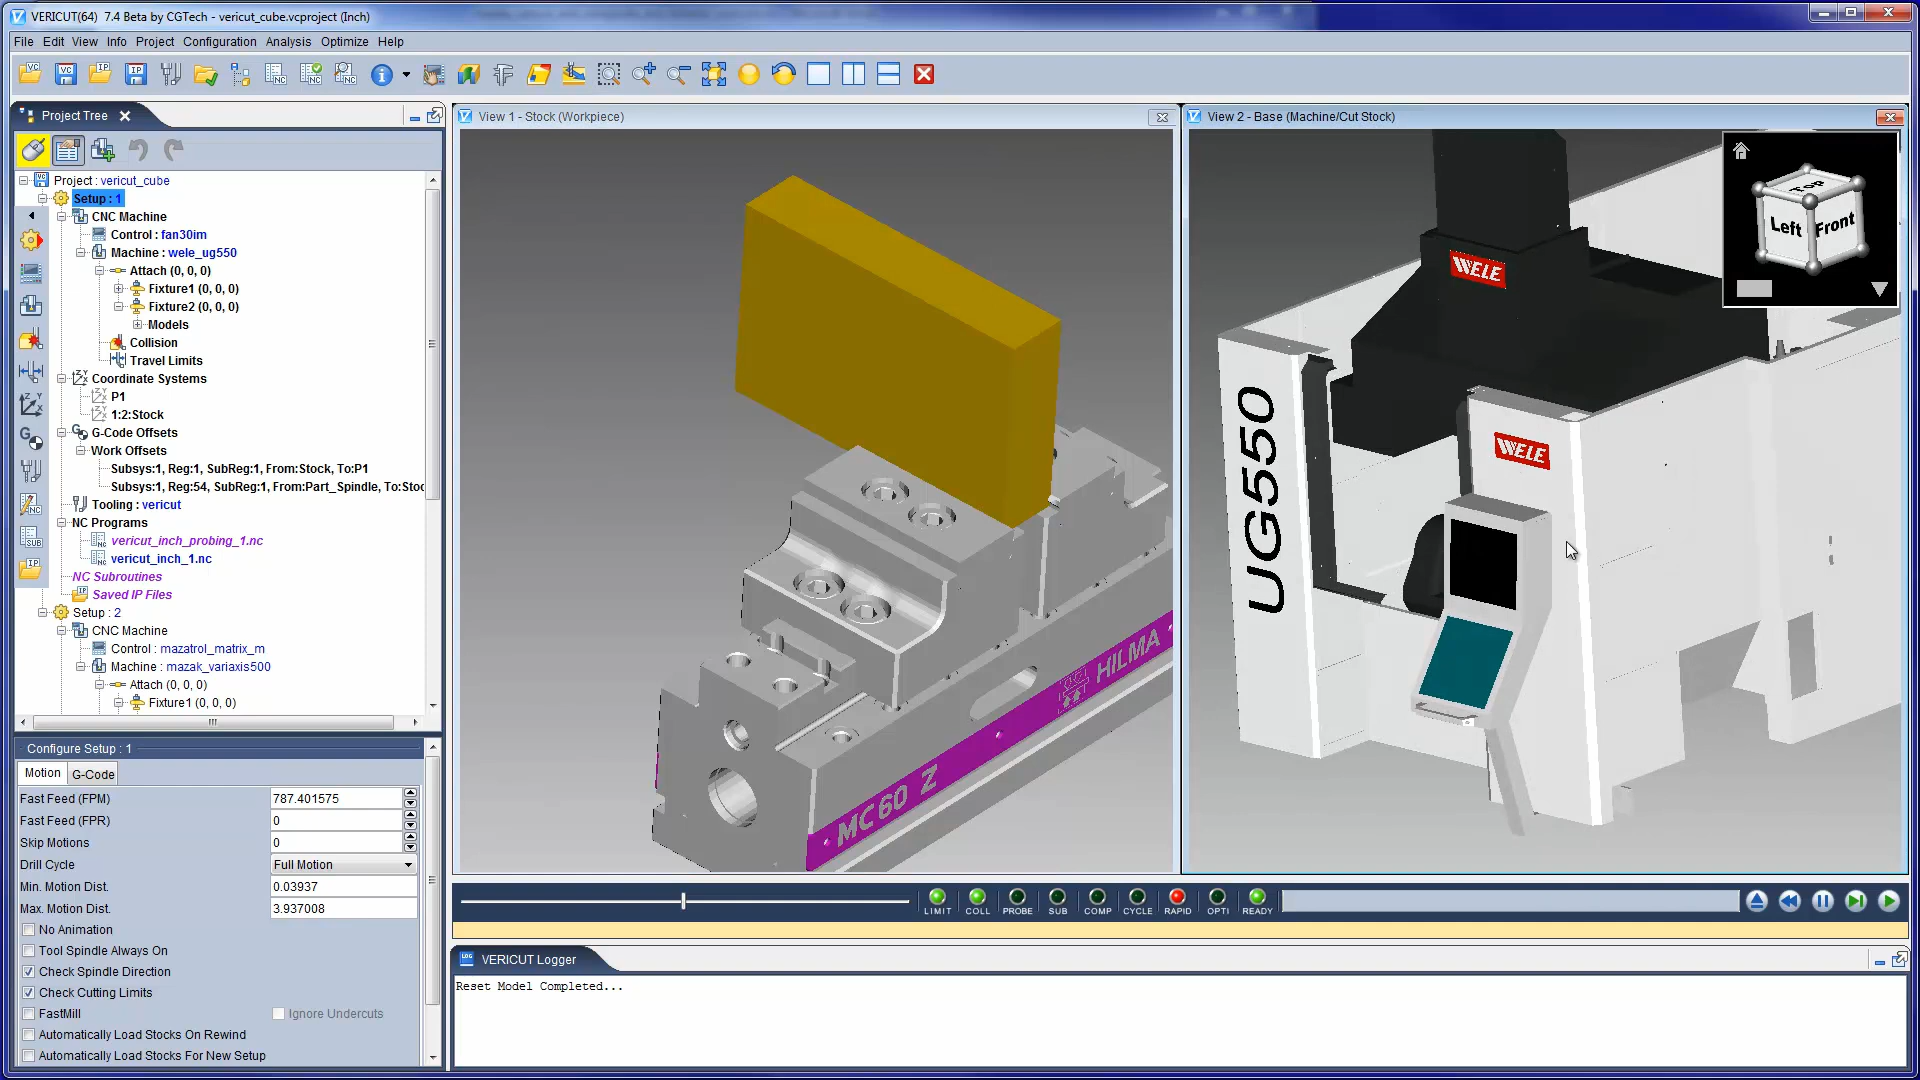 VERICUT(64)  7.4 Beta by CGTech - vericut_cube.vcproject (Inch)
File Edit View Info Project Configuration Analysis Optimize Help
Project Tree
Project : vericut_cube
Setup : 1
CNC Machine
Control : fan30im
Machine : wele_ug550
Attach (0, 0, 0)
Fixture1 (0, 0, 0)
Fixture2 (0, 0, 0)
Models
Collision
Travel Limits
Coordinate Systems
P1
1:2:Stock
G-Code Offsets
Work Offsets
Subsys:1, Reg:1, SubReg:1, From:Stock, To:P1
Subsys:1, Reg:54, SubReg:1, From:Part_Spindle, To:Stoc
Tooling : vericut
NC Programs
vericut_inch_probing_1.nc
vericut_inch_1.nc
NC Subroutines
Saved IP Files
Setup : 2
CNC Machine
Control : mazatrol_matrix_m
Machine : mazak_variaxis500
Attach (0, 0, 0)
Fixture1 (0, 0, 0)
Configure Setup : 1
Motion G-Code
Fast Feed (FPM) 787.401575
Fast Feed (FPR) 0
Skip Motions 0
Drill Cycle Full Motion
Min. Motion Dist. 0.03937
Max. Motion Dist. 3.937008
No Animation
Tool Spindle Always On
Check Spindle Direction
Check Cutting Limits
FastMill Ignore Undercuts
Automatically Load Stocks On Rewind
Automatically Load Stocks For New Setup
View 1 - Stock (Workpiece)
MC60 Z HILMA
View 2 - Base (Machine/Cut Stock)
Top
Left Front
WELE
WELE
UG550
LIMIT COLL PROBE SUB COMP CYCLE RAPID OPTI READY
VERICUT Logger
Reset Model Completed...